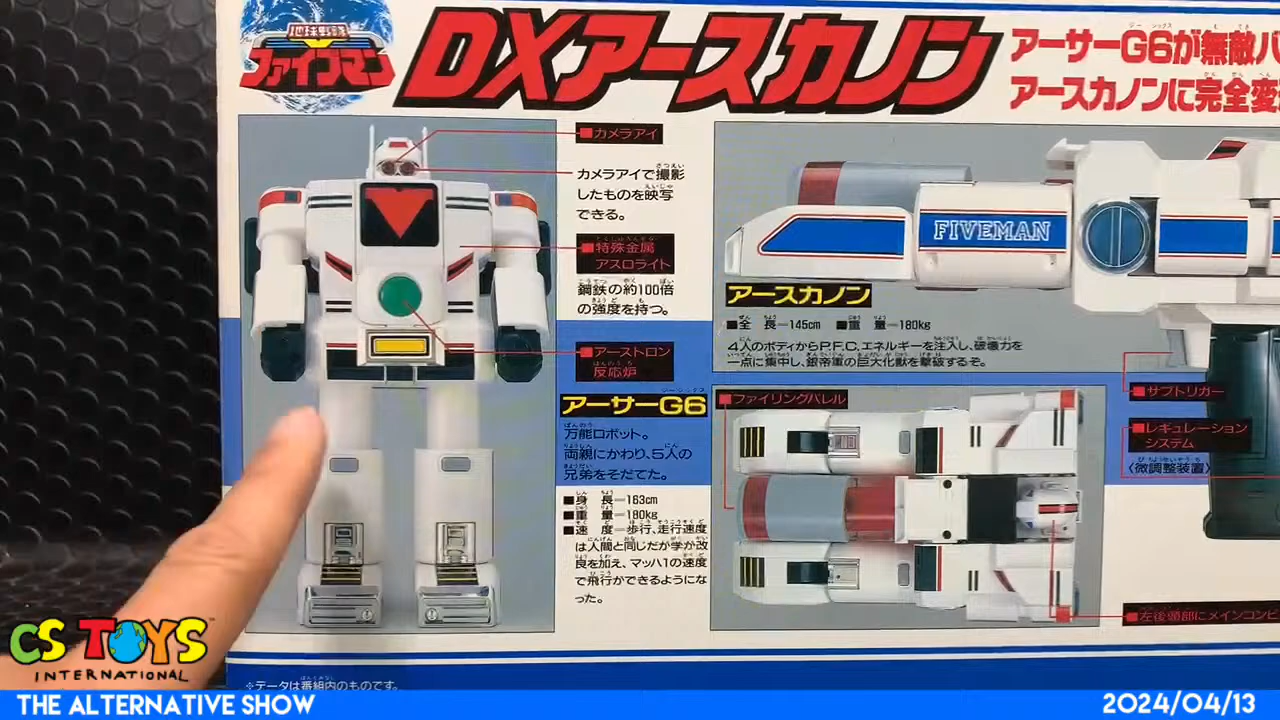 地球戦隊
ファイブマン
DXアースカノン
アーサーG6が無敵バ
アースカノンに完全変
■カメラアイ
カメラアイで撮影
したものを映写
できる。
■特殊金属
アスロライト
鋼鉄の約100倍
の強度を持つ。
■アーストロン
反応炉
アーサーG6
万能ロボット。
両親にかわり、5人の
兄弟をそだてた。
■身長=163cm
■重量=180kg
■速度=歩行、走行速度
は人間と同じだが学が改
良を加え、マッハ1の速度
で飛行ができるようにな
った。
FIVEMAN
アースカノン
■全長=145cm ■重量=180kg
4人のボディからP.F.C.エネルギーを注入し、破壊力を
一点に集中し、銀帝軍の巨大化獣を撃破するぞ。
■ファイリングバレル
■サブトリガー
■レギュレーション
システム
〈微調整装置〉
■左後頭部にメインコンピ
※データは番組内のものです。
CS TOYS
INTERNATIONAL
THE ALTERNATIVE SHOW
2024/04/13